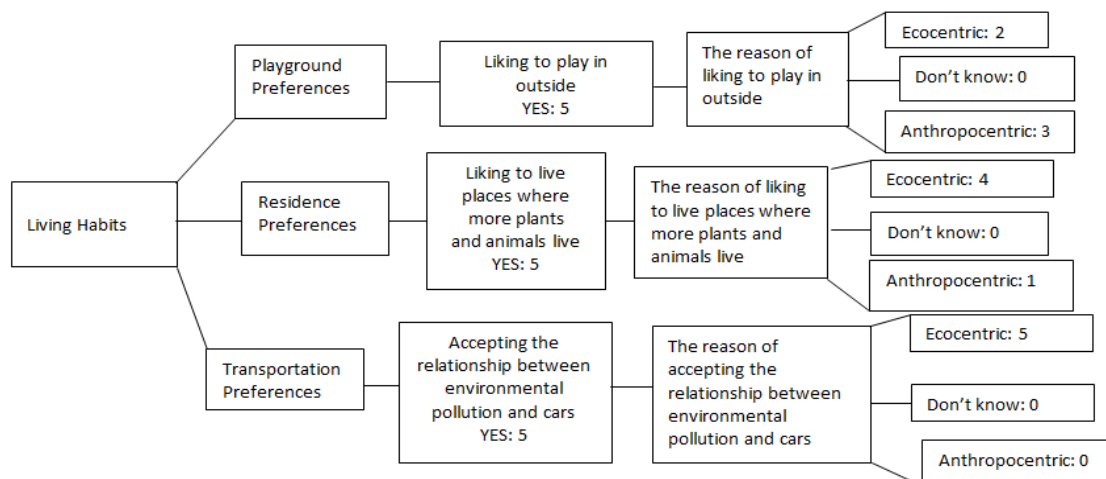 Living Habits
Playground
Preferences
Liking to play in
outside
YES: 5
The reason of
liking to play in
outside
Ecocentric: 2
Don't know: 0
Anthropocentric: 3
Residence
Preferences
Liking to live
places where
more plants
and animals live
YES: 5
The reason of liking
to live places where
more plants and
animals live
Ecocentric: 4
Don't know: 0
Anthropocentric: 1
Transportation
Preferences
Accepting the
relationship between
environmental
pollution and cars
YES: 5
The reason of
accepting the
relationship between
environmental
pollution and cars
Ecocentric: 5
Don't know: 0
Anthropocentric: 0